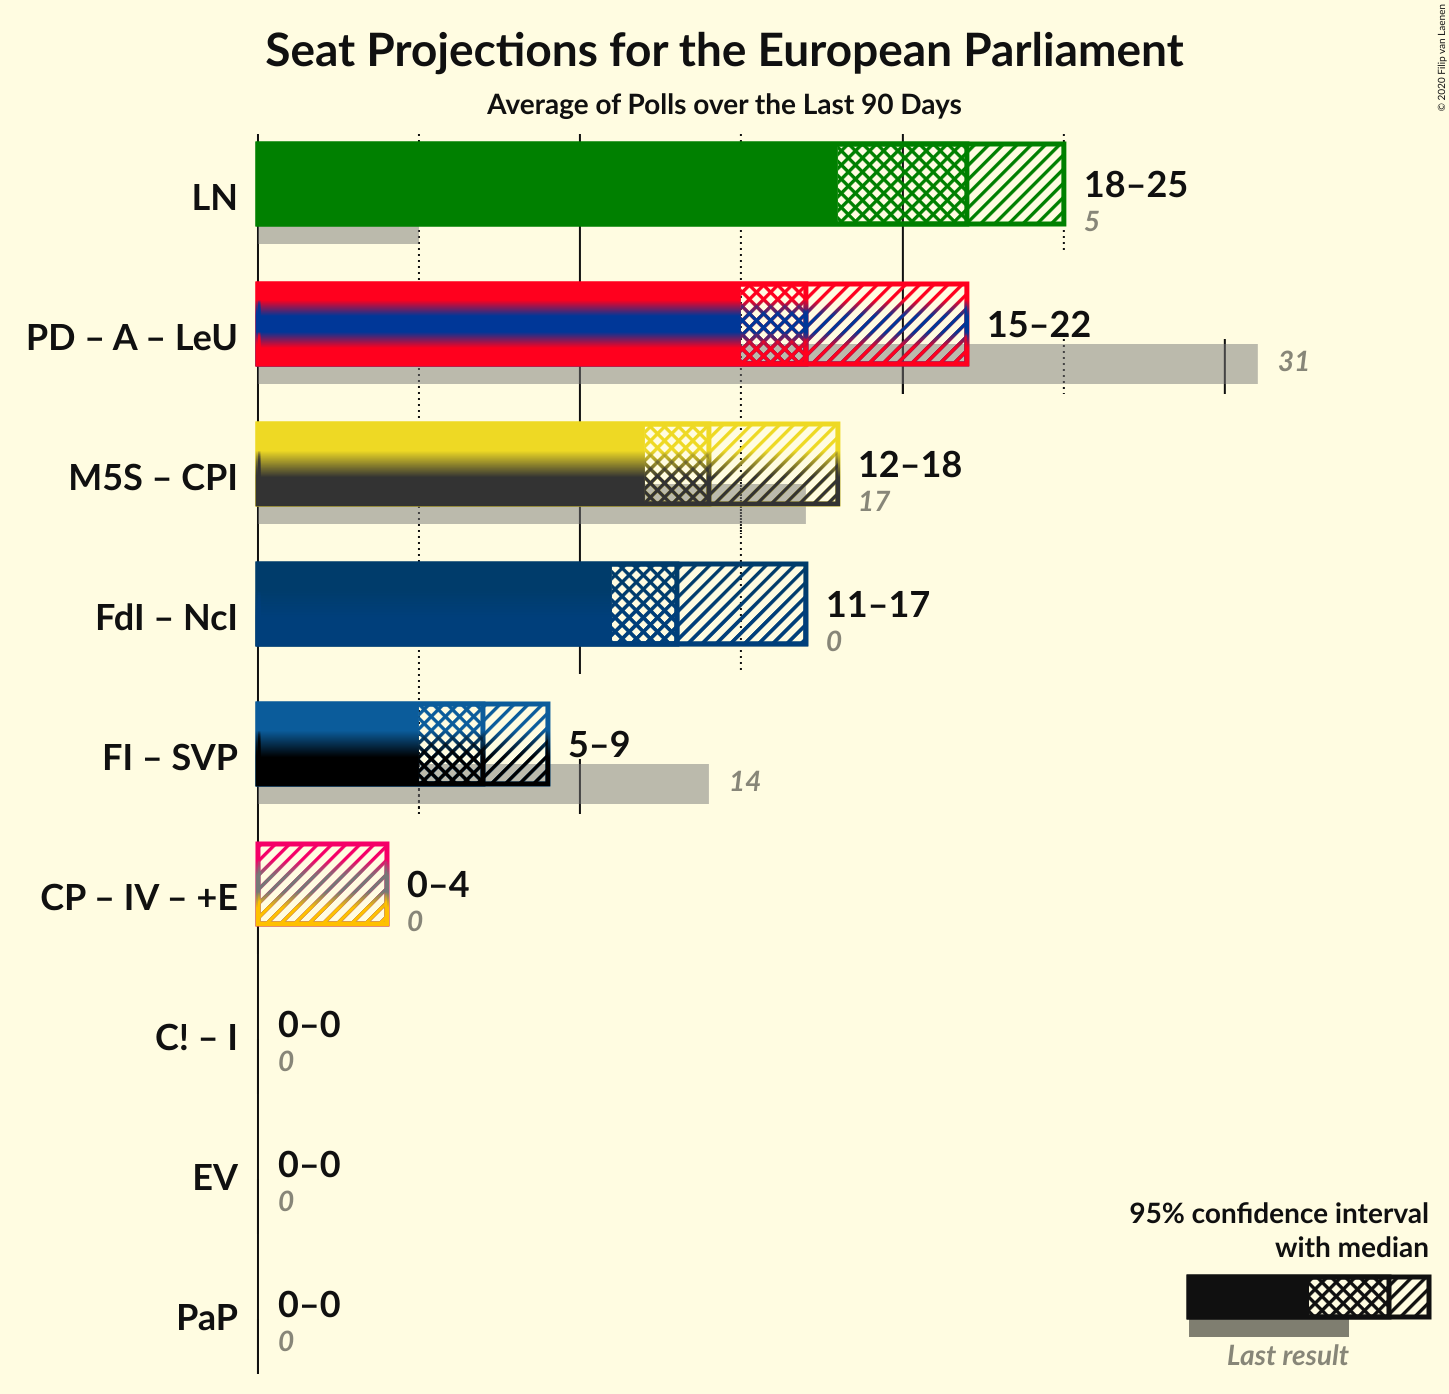 © 2020 Filip van Laenen
Seat Projections for the European Parliament
Average of Polls over the Last 90 Days
LN
18–25
5
PD – A – LeU
15–22
31
M5S – CPI
12–18
17
FdI – NcI
11–17
0
FI – SVP
5–9
14
CP – IV – +E
0–4
0
C! – I
0–0
0
EV
0–0
0
PaP
0–0
0
95% confidence interval
with median
Last result